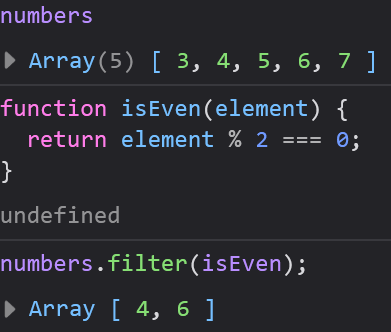 numbers
▶ Array(5) [ 3, 4, 5, 6, 7 ]
function isEven(element) {
  return element % 2 === 0;
}
undefined
numbers.filter(isEven);
▶ Array [ 4, 6 ]